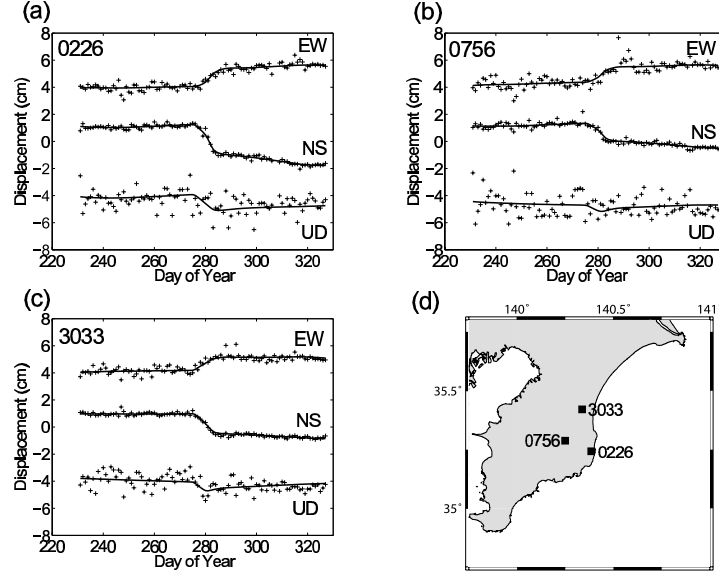 (a)
0226
EW
NS
UD
Displacement (cm)
8
6
4
2
0
−2
−4
−6
−8
220 240 260 280 300 320
Day of Year
(b)
0756
EW
NS
UD
Displacement (cm)
8
6
4
2
0
−2
−4
−6
−8
220 240 260 280 300 320
Day of Year
(c)
3033
EW
NS
UD
Displacement (cm)
8
6
4
2
0
−2
−4
−6
−8
220 240 260 280 300 320
Day of Year
(d)
140˚ 140.5˚ 141
35.5˚
35˚
3033
0756
0226